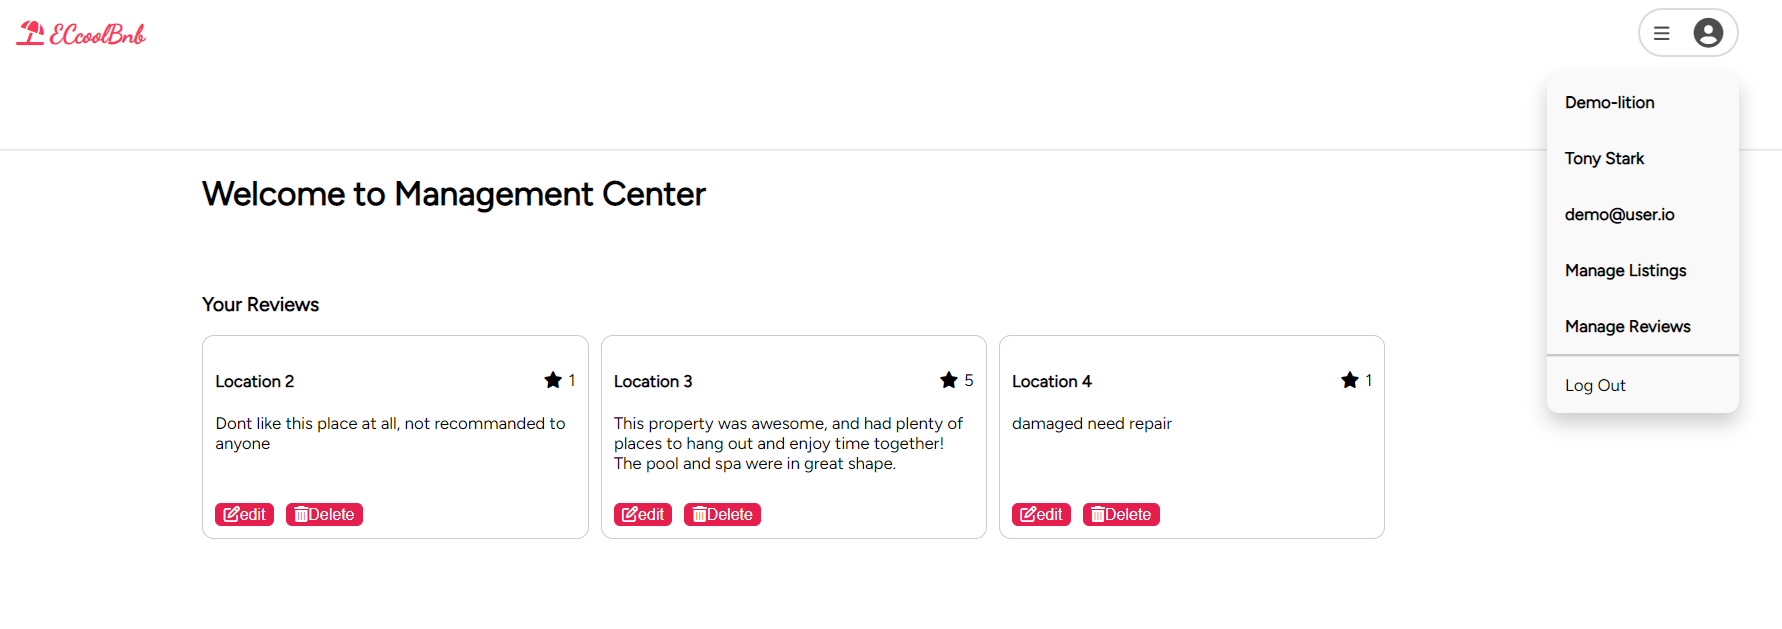 ECcoolBnb
Demo-lition
Tony Stark
demo@user.io
Manage Listings
Manage Reviews
Log Out
Welcome to Management Center
Your Reviews
Location 2 1
Dont like this place at all, not recommanded to
anyone
edit Delete
Location 3 5
This property was awesome, and had plenty of
places to hang out and enjoy time together!
The pool and spa were in great shape.
edit Delete
Location 4 1
damaged need repair
edit Delete